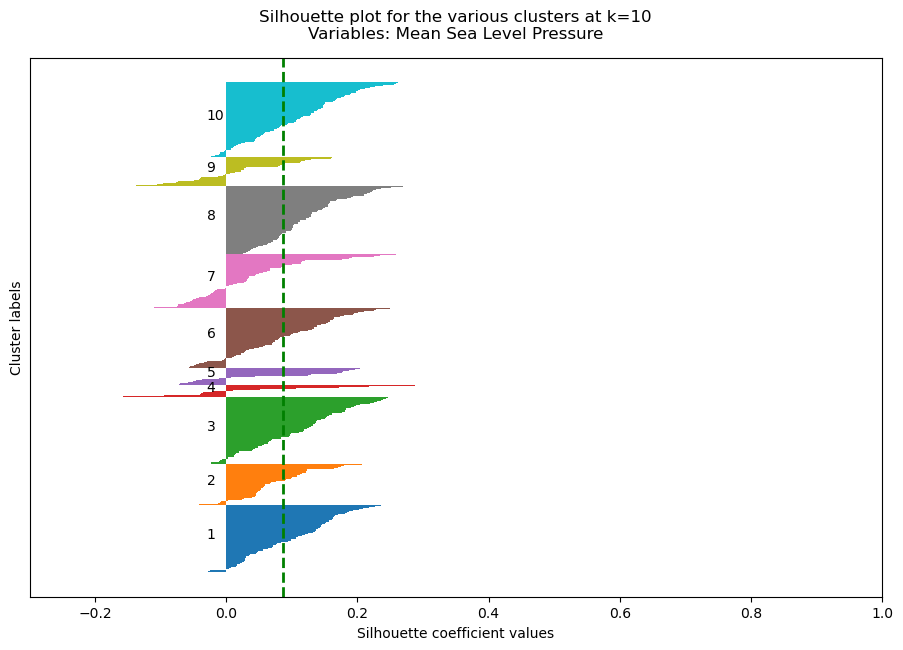 Silhouette plot for the various clusters at k=10
Variables: Mean Sea Level Pressure
10
9
8
7
6
5
4
3
2
1
Cluster labels
−0.2 0.0 0.2 0.4 0.6 0.8 1.0
Silhouette coefficient values